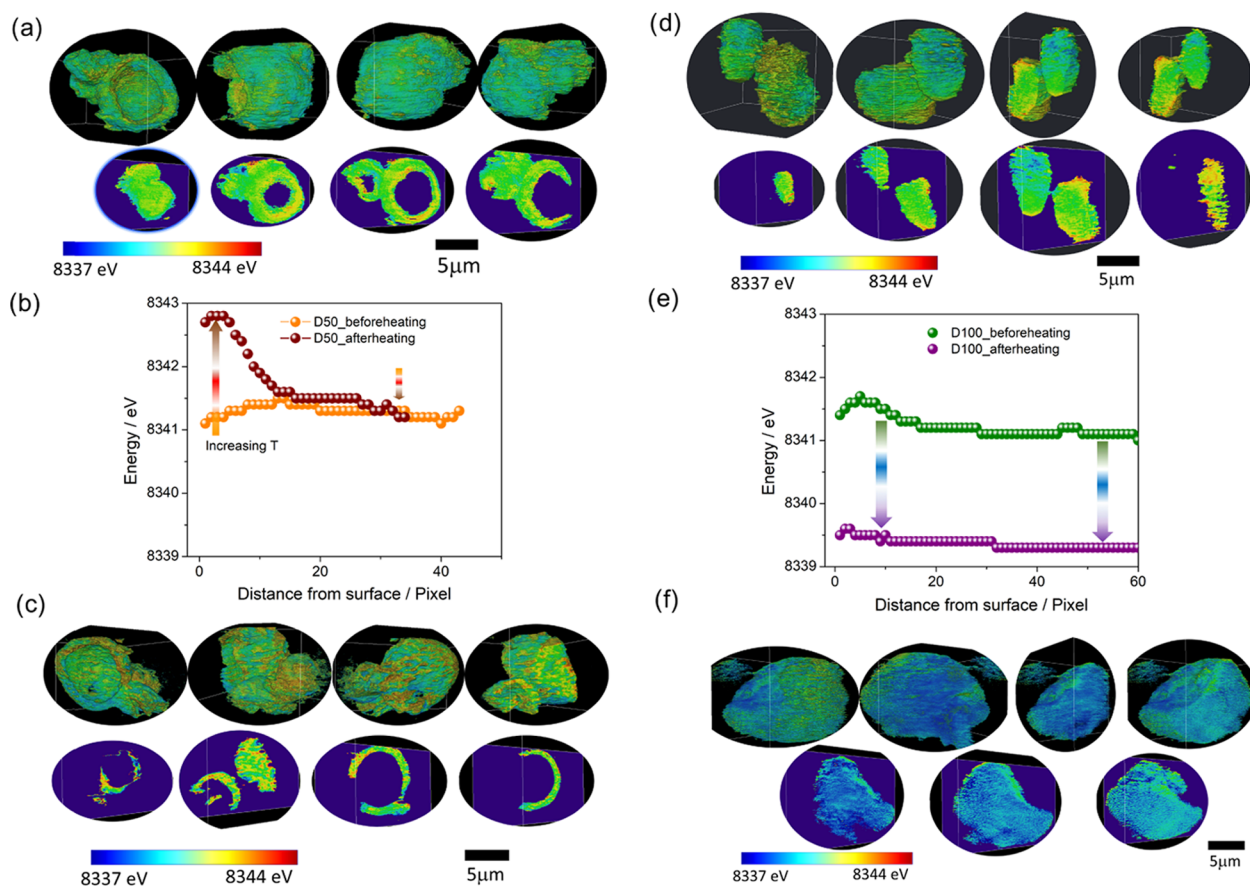 (a)
8337 eV 8344 eV
5μm
(b)
8343
8342
8341
8340
8339
Energy / eV
D50_beforeheating
D50_afterheating
Increasing T
0 20 40
Distance from surface / Pixel
(c)
8337 eV 8344 eV
5μm
(d)
8337 eV 8344 eV
5μm
(e)
8343
8342
8341
8340
8339
Energy / eV
D100_beforeheating
D100_afterheating
0 20 40 60
Distance from surface / Pixel
(f)
8337 eV 8344 eV
5μm